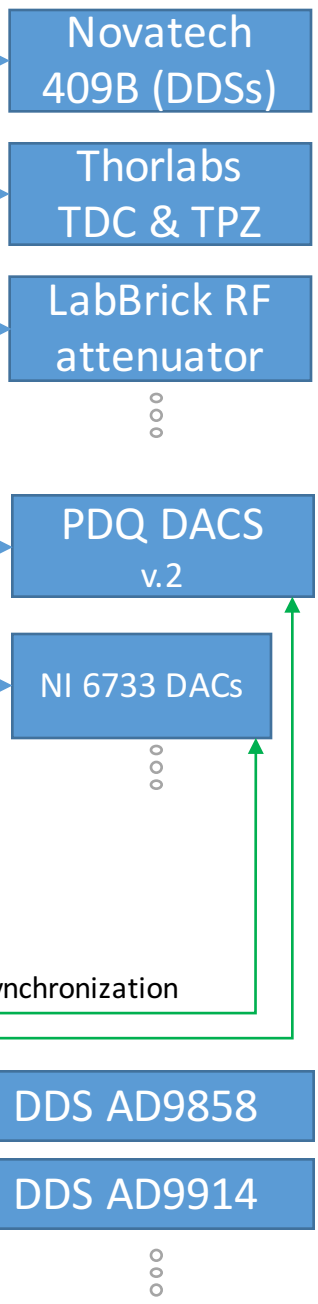 Novatech
409B (DDSs)
Thorlabs
TDC & TPZ
LabBrick RF
attenuator
PDQ DACS
v.2
NI 6733 DACs
ynchronization
DDS AD9858
DDS AD9914